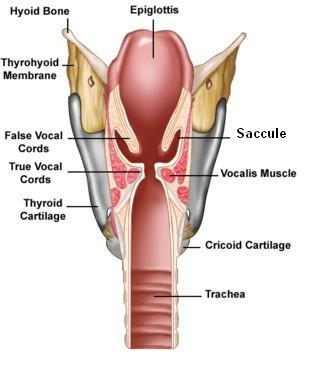 Hyoid Bone
Epiglottis
Thyrohyoid
Membrane
False Vocal
Cords
Saccule
True Vocal
Cords
Vocalis Muscle
Thyroid
Cartilage
Cricoid Cartilage
Trachea